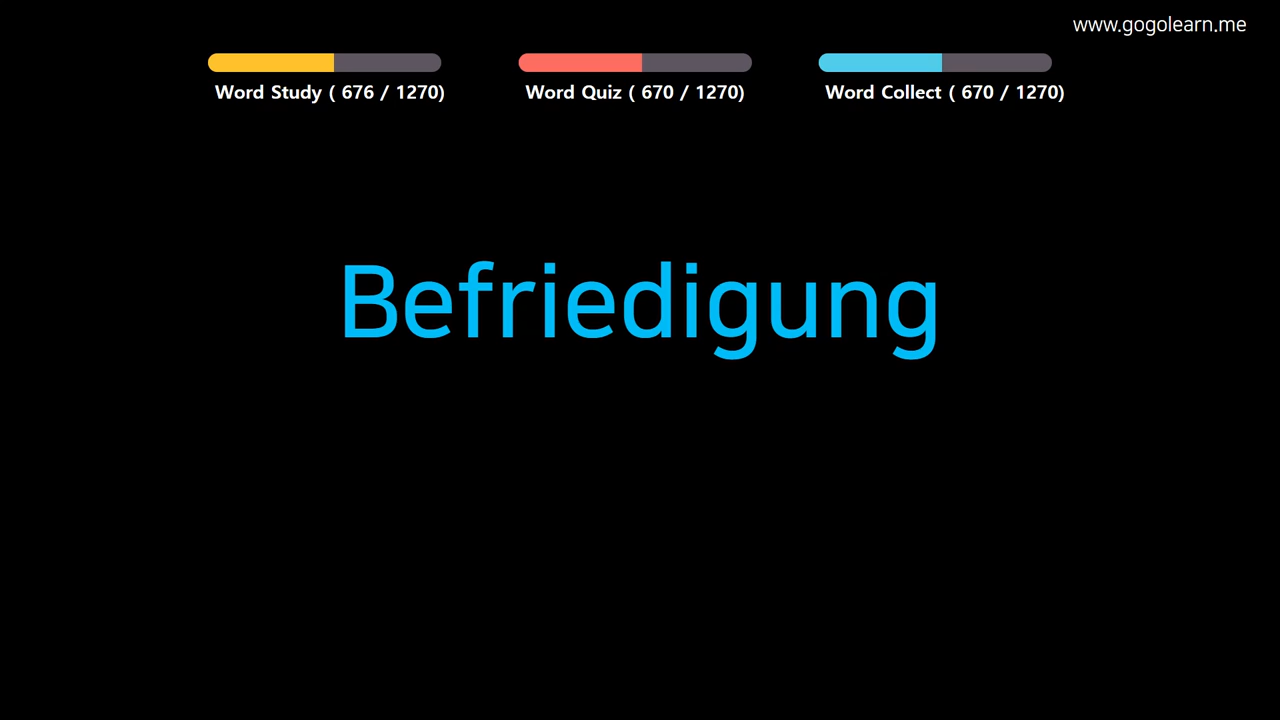 www.gogolearn.me
Word Study ( 676 / 1270)
Word Quiz ( 670 / 1270)
Word Collect ( 670 / 1270)
Befriedigung